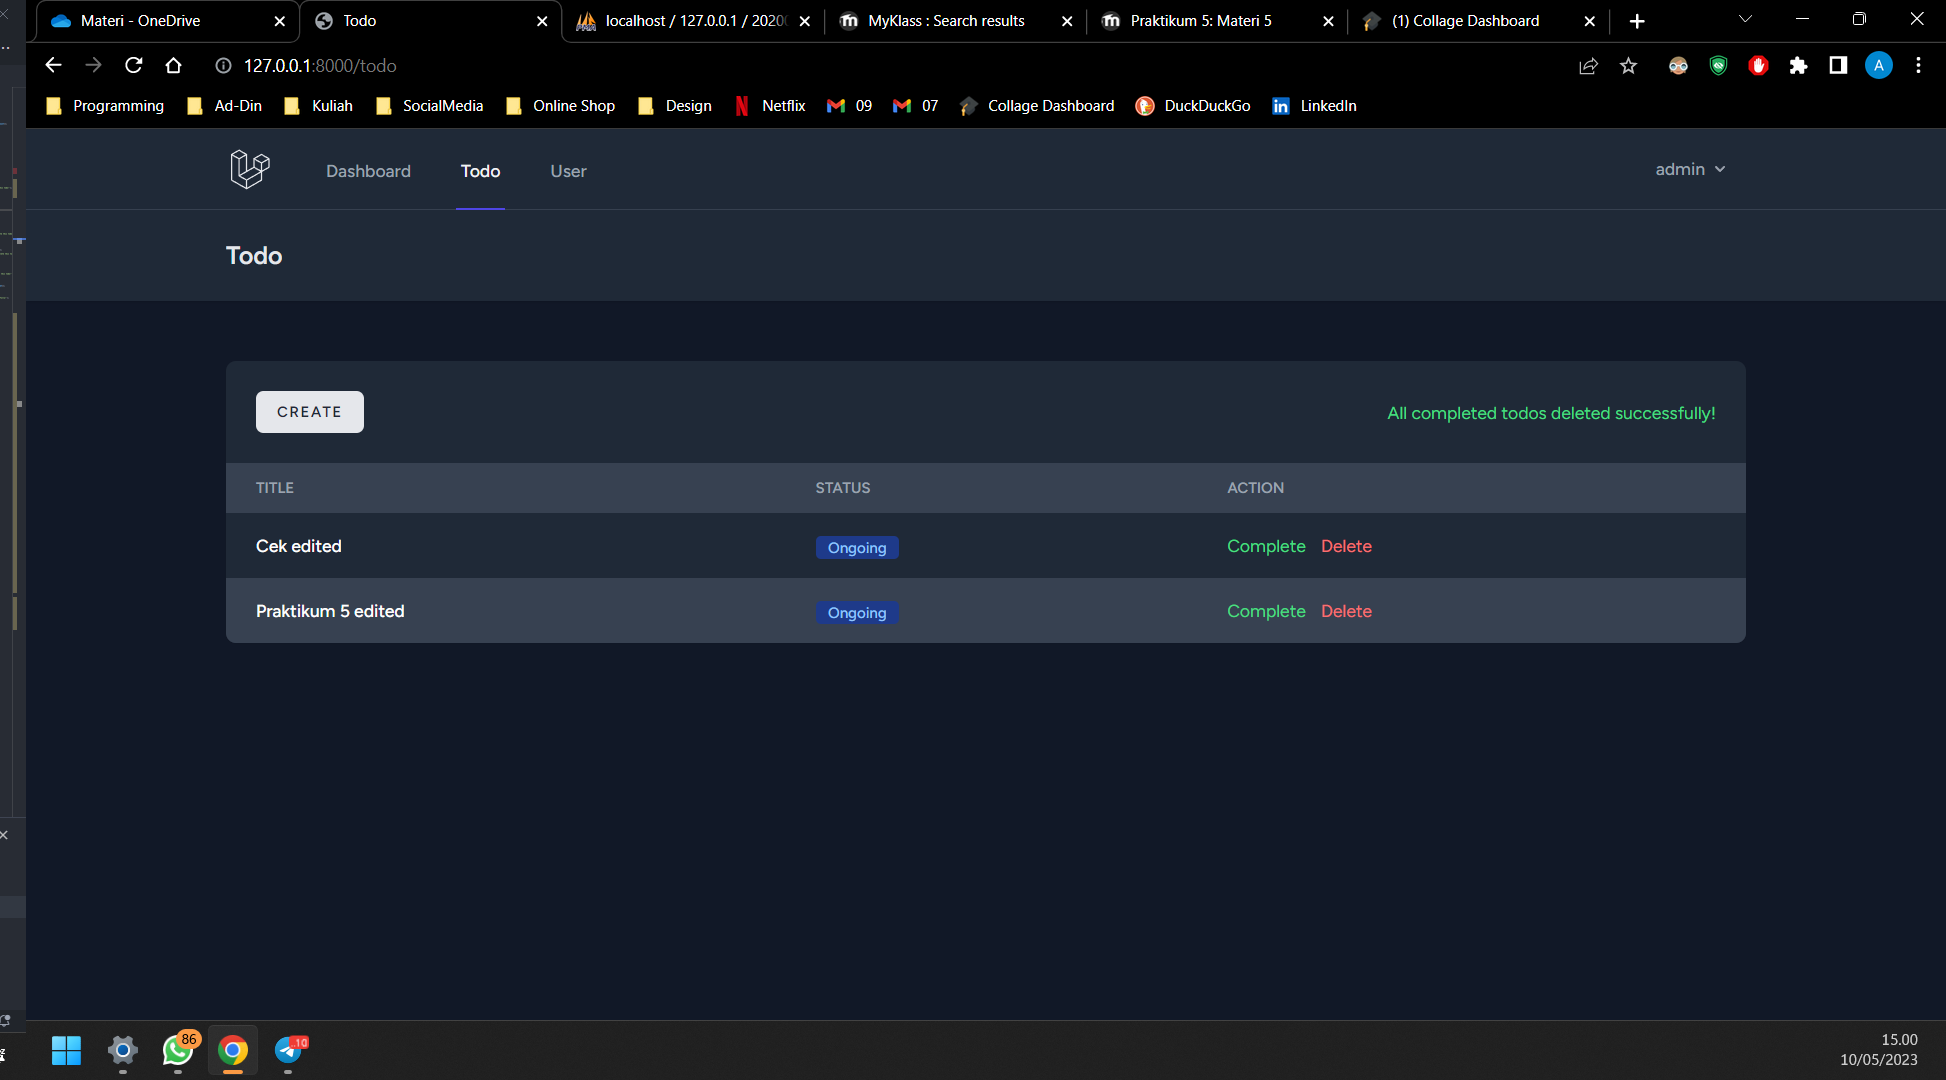 Materi - OneDrive
Todo
localhost / 127.0.0.1 / 2020
MyKlass : Search results
Praktikum 5: Materi 5
(1) Collage Dashboard
127.0.0.1:8000/todo
A
Programming
Ad-Din
Kuliah
SocialMedia
Online Shop
Design
Netflix
09
07
Collage Dashboard
DuckDuckGo
LinkedIn
Dashboard
Todo
User
admin
Todo
CREATE
All completed todos deleted successfully!
TITLE STATUS ACTION
Cek edited Ongoing Complete Delete
Praktikum 5 edited Ongoing Complete Delete
86
10
15.00
10/05/2023